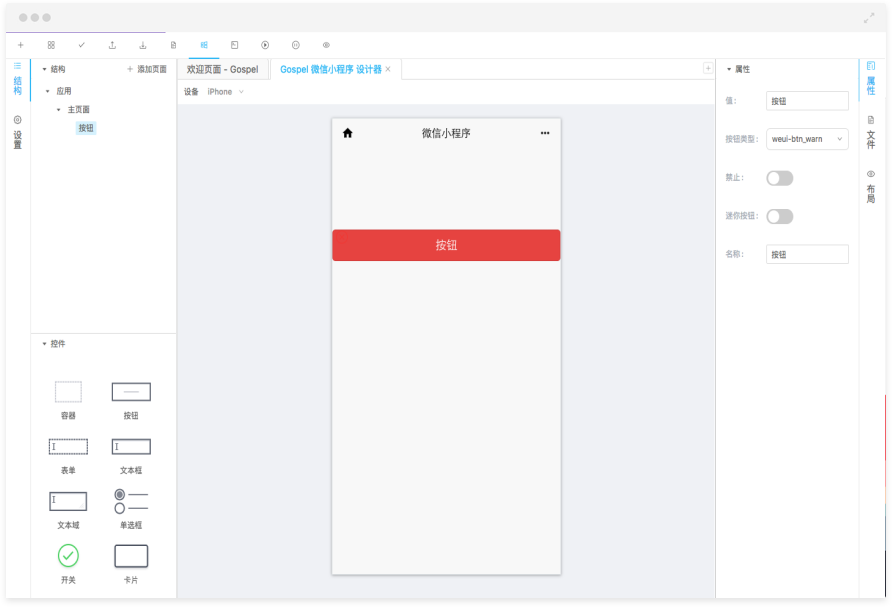 结构
设置
结构
+ 添加页面
应用
主页面
按钮
控件
容器
按钮
表单
文本框
文本域
单选框
开关
卡片
欢迎页面 - Gospel
Gospel 微信小程序 设计器 ×
设备 iPhone
微信小程序
按钮
属性
值:
按钮
按钮类型:
weui-btn_warn
禁止:
迷你按钮:
名称:
按钮
属性
文件
布局